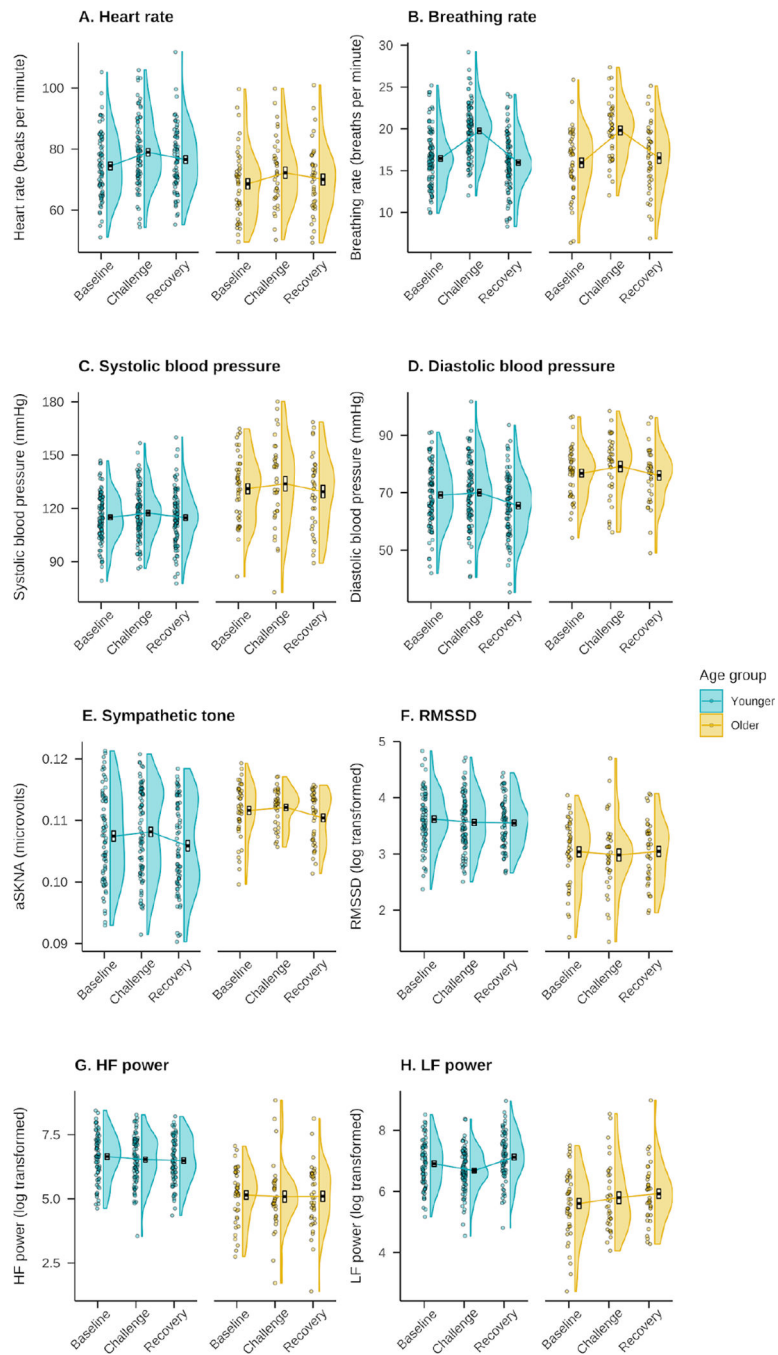 A. Heart rate
Heart rate (beats per minute)
100
80
60
Baseline
Challenge
Recovery
Baseline
Challenge
Recovery
B. Breathing rate
Breathing rate (breaths per minute)
30
25
20
15
10
Baseline
Challenge
Recovery
Baseline
Challenge
Recovery
C. Systolic blood pressure
Systolic blood pressure (mmHg)
180
150
120
90
Baseline
Challenge
Recovery
Baseline
Challenge
Recovery
D. Diastolic blood pressure
Diastolic blood pressure (mmHg)
90
70
50
Baseline
Challenge
Recovery
Baseline
Challenge
Recovery
Age group
Younger
Older
E. Sympathetic tone
aSKNA (microvolts)
0.12
0.11
0.10
0.09
Baseline
Challenge
Recovery
Baseline
Challenge
Recovery
F. RMSSD
RMSSD (log transformed)
5
4
3
2
Baseline
Challenge
Recovery
Baseline
Challenge
Recovery
G. HF power
HF power (log transformed)
7.5
5.0
2.5
Baseline
Challenge
Recovery
Baseline
Challenge
Recovery
H. LF power
LF power (log transformed)
8
6
4
Baseline
Challenge
Recovery
Baseline
Challenge
Recovery